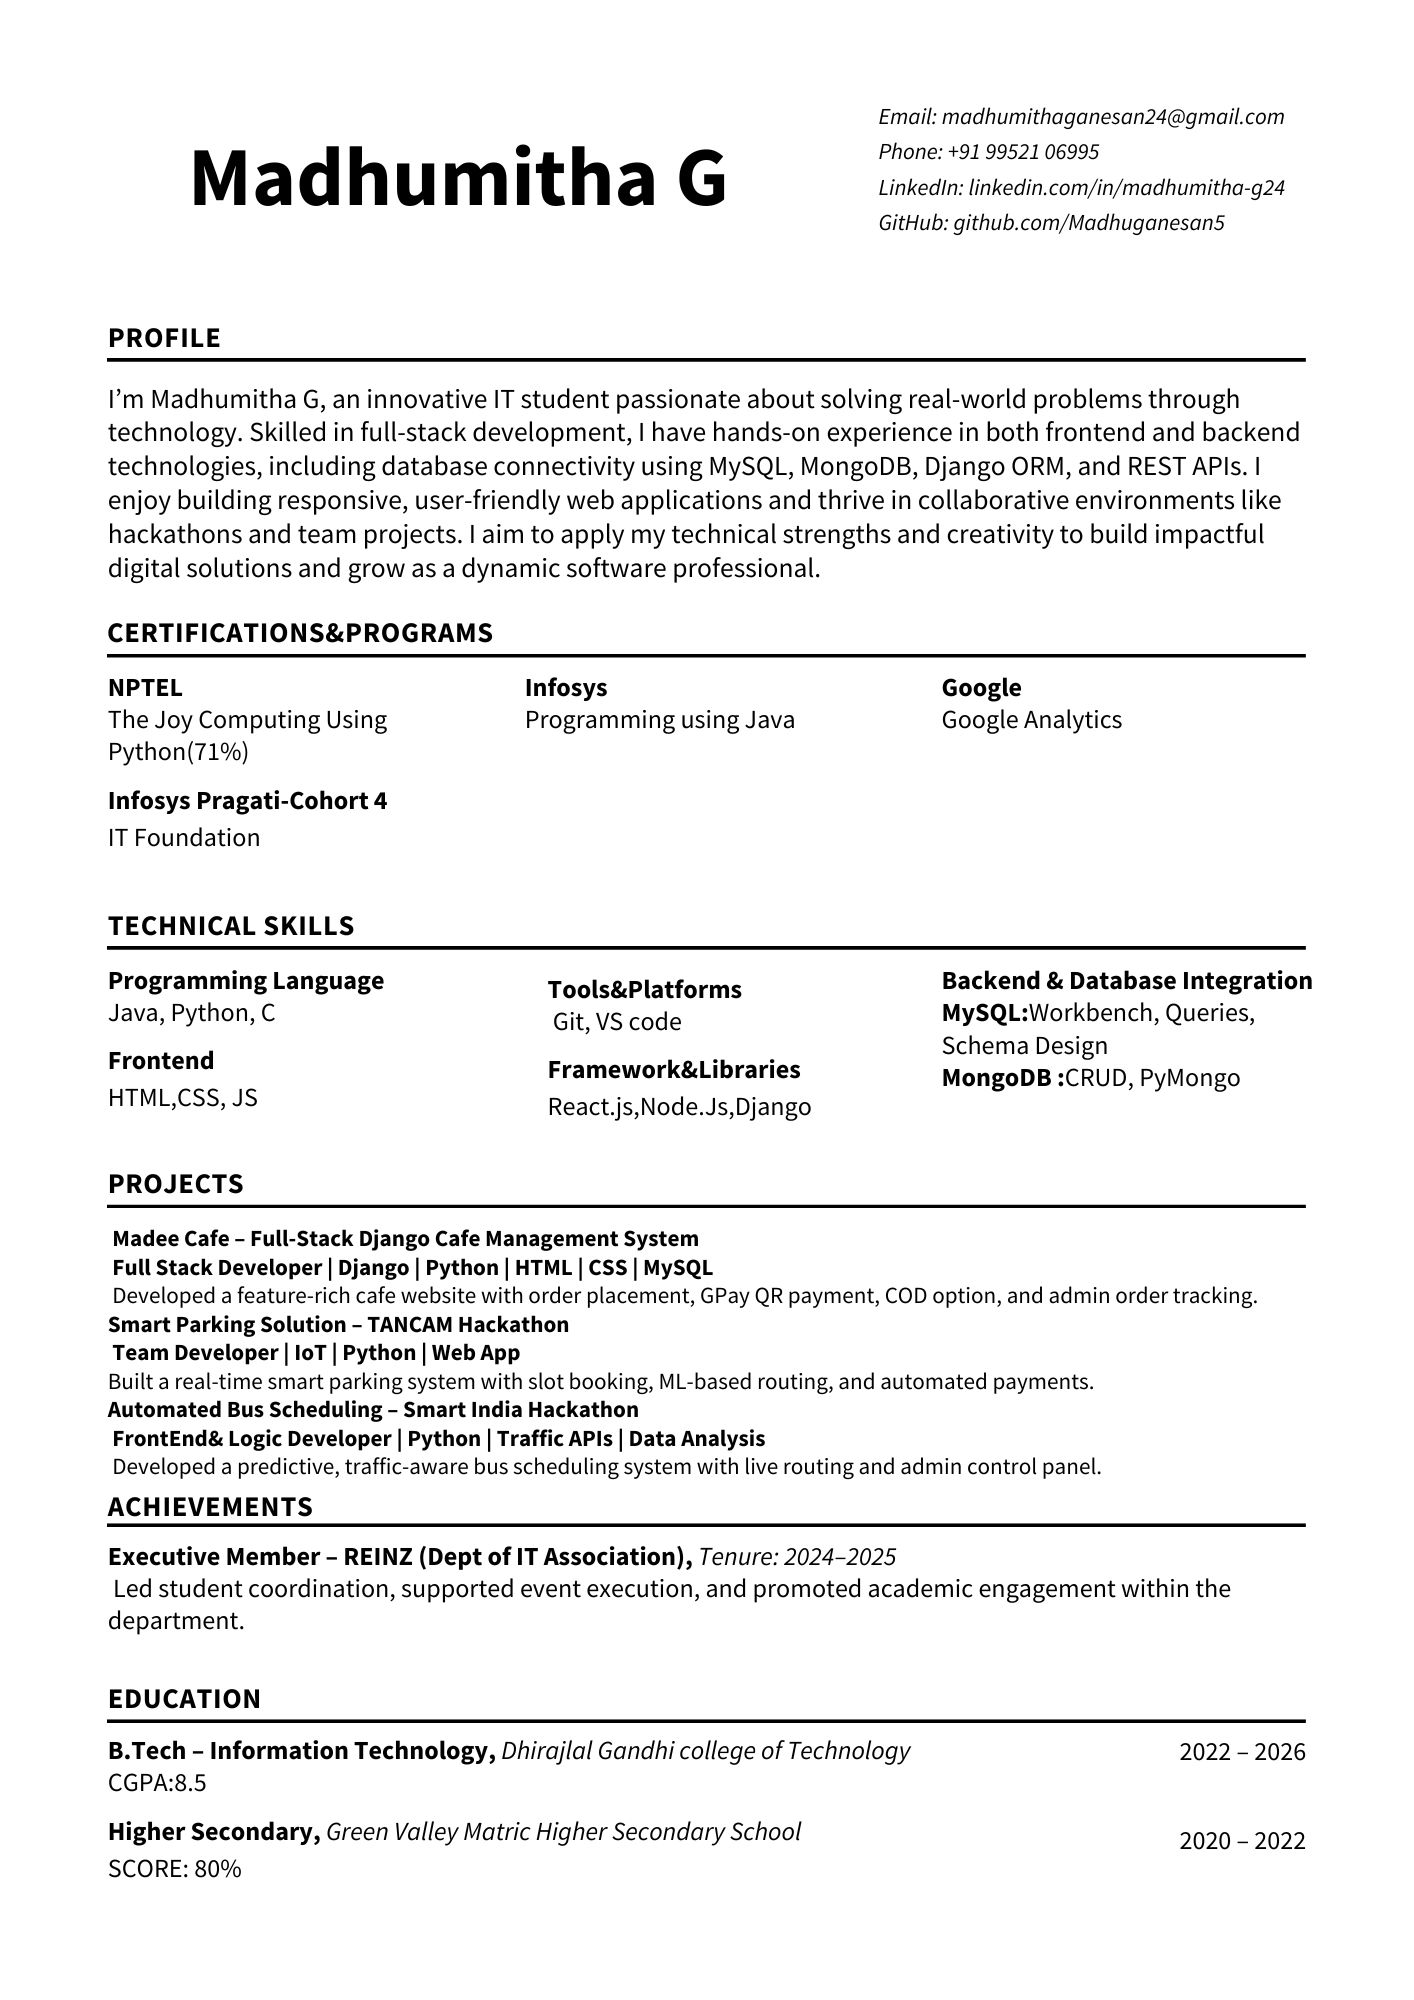 Madhumitha G
Email: madhumithaganesan24@gmail.com
Phone: +91 99521 06995
LinkedIn: linkedin.com/in/madhumitha-g24
GitHub: github.com/Madhuganesan5
PROFILE
I’m Madhumitha G, an innovative IT student passionate about solving real-world problems through
technology. Skilled in full-stack development, I have hands-on experience in both frontend and backend
technologies, including database connectivity using MySQL, MongoDB, Django ORM, and REST APIs. I
enjoy building responsive, user-friendly web applications and thrive in collaborative environments like
hackathons and team projects. I aim to apply my technical strengths and creativity to build impactful
digital solutions and grow as a dynamic software professional.
CERTIFICATIONS&PROGRAMS
NPTEL
The Joy Computing Using
Python(71%)
Infosys
Programming using Java
Google
Google Analytics
Infosys Pragati-Cohort 4
IT Foundation
TECHNICAL SKILLS
Programming Language
Java, Python, C
Frontend
HTML,CSS, JS
Tools&Platforms
Git, VS code
Framework&Libraries
React.js,Node.Js,Django
Backend & Database Integration
MySQL:Workbench, Queries,
Schema Design
MongoDB :CRUD, PyMongo
PROJECTS
Madee Cafe – Full-Stack Django Cafe Management System
Full Stack Developer | Django | Python | HTML | CSS | MySQL
Developed a feature-rich cafe website with order placement, GPay QR payment, COD option, and admin order tracking.
Smart Parking Solution – TANCAM Hackathon
Team Developer | IoT | Python | Web App
Built a real-time smart parking system with slot booking, ML-based routing, and automated payments.
Automated Bus Scheduling – Smart India Hackathon
FrontEnd& Logic Developer | Python | Traffic APIs | Data Analysis
Developed a predictive, traffic-aware bus scheduling system with live routing and admin control panel.
ACHIEVEMENTS
Executive Member – REINZ (Dept of IT Association), Tenure: 2024–2025
Led student coordination, supported event execution, and promoted academic engagement within the
department.
EDUCATION
B.Tech – Information Technology, Dhirajlal Gandhi college of Technology 2022 – 2026
CGPA:8.5
Higher Secondary, Green Valley Matric Higher Secondary School 2020 – 2022
SCORE: 80%